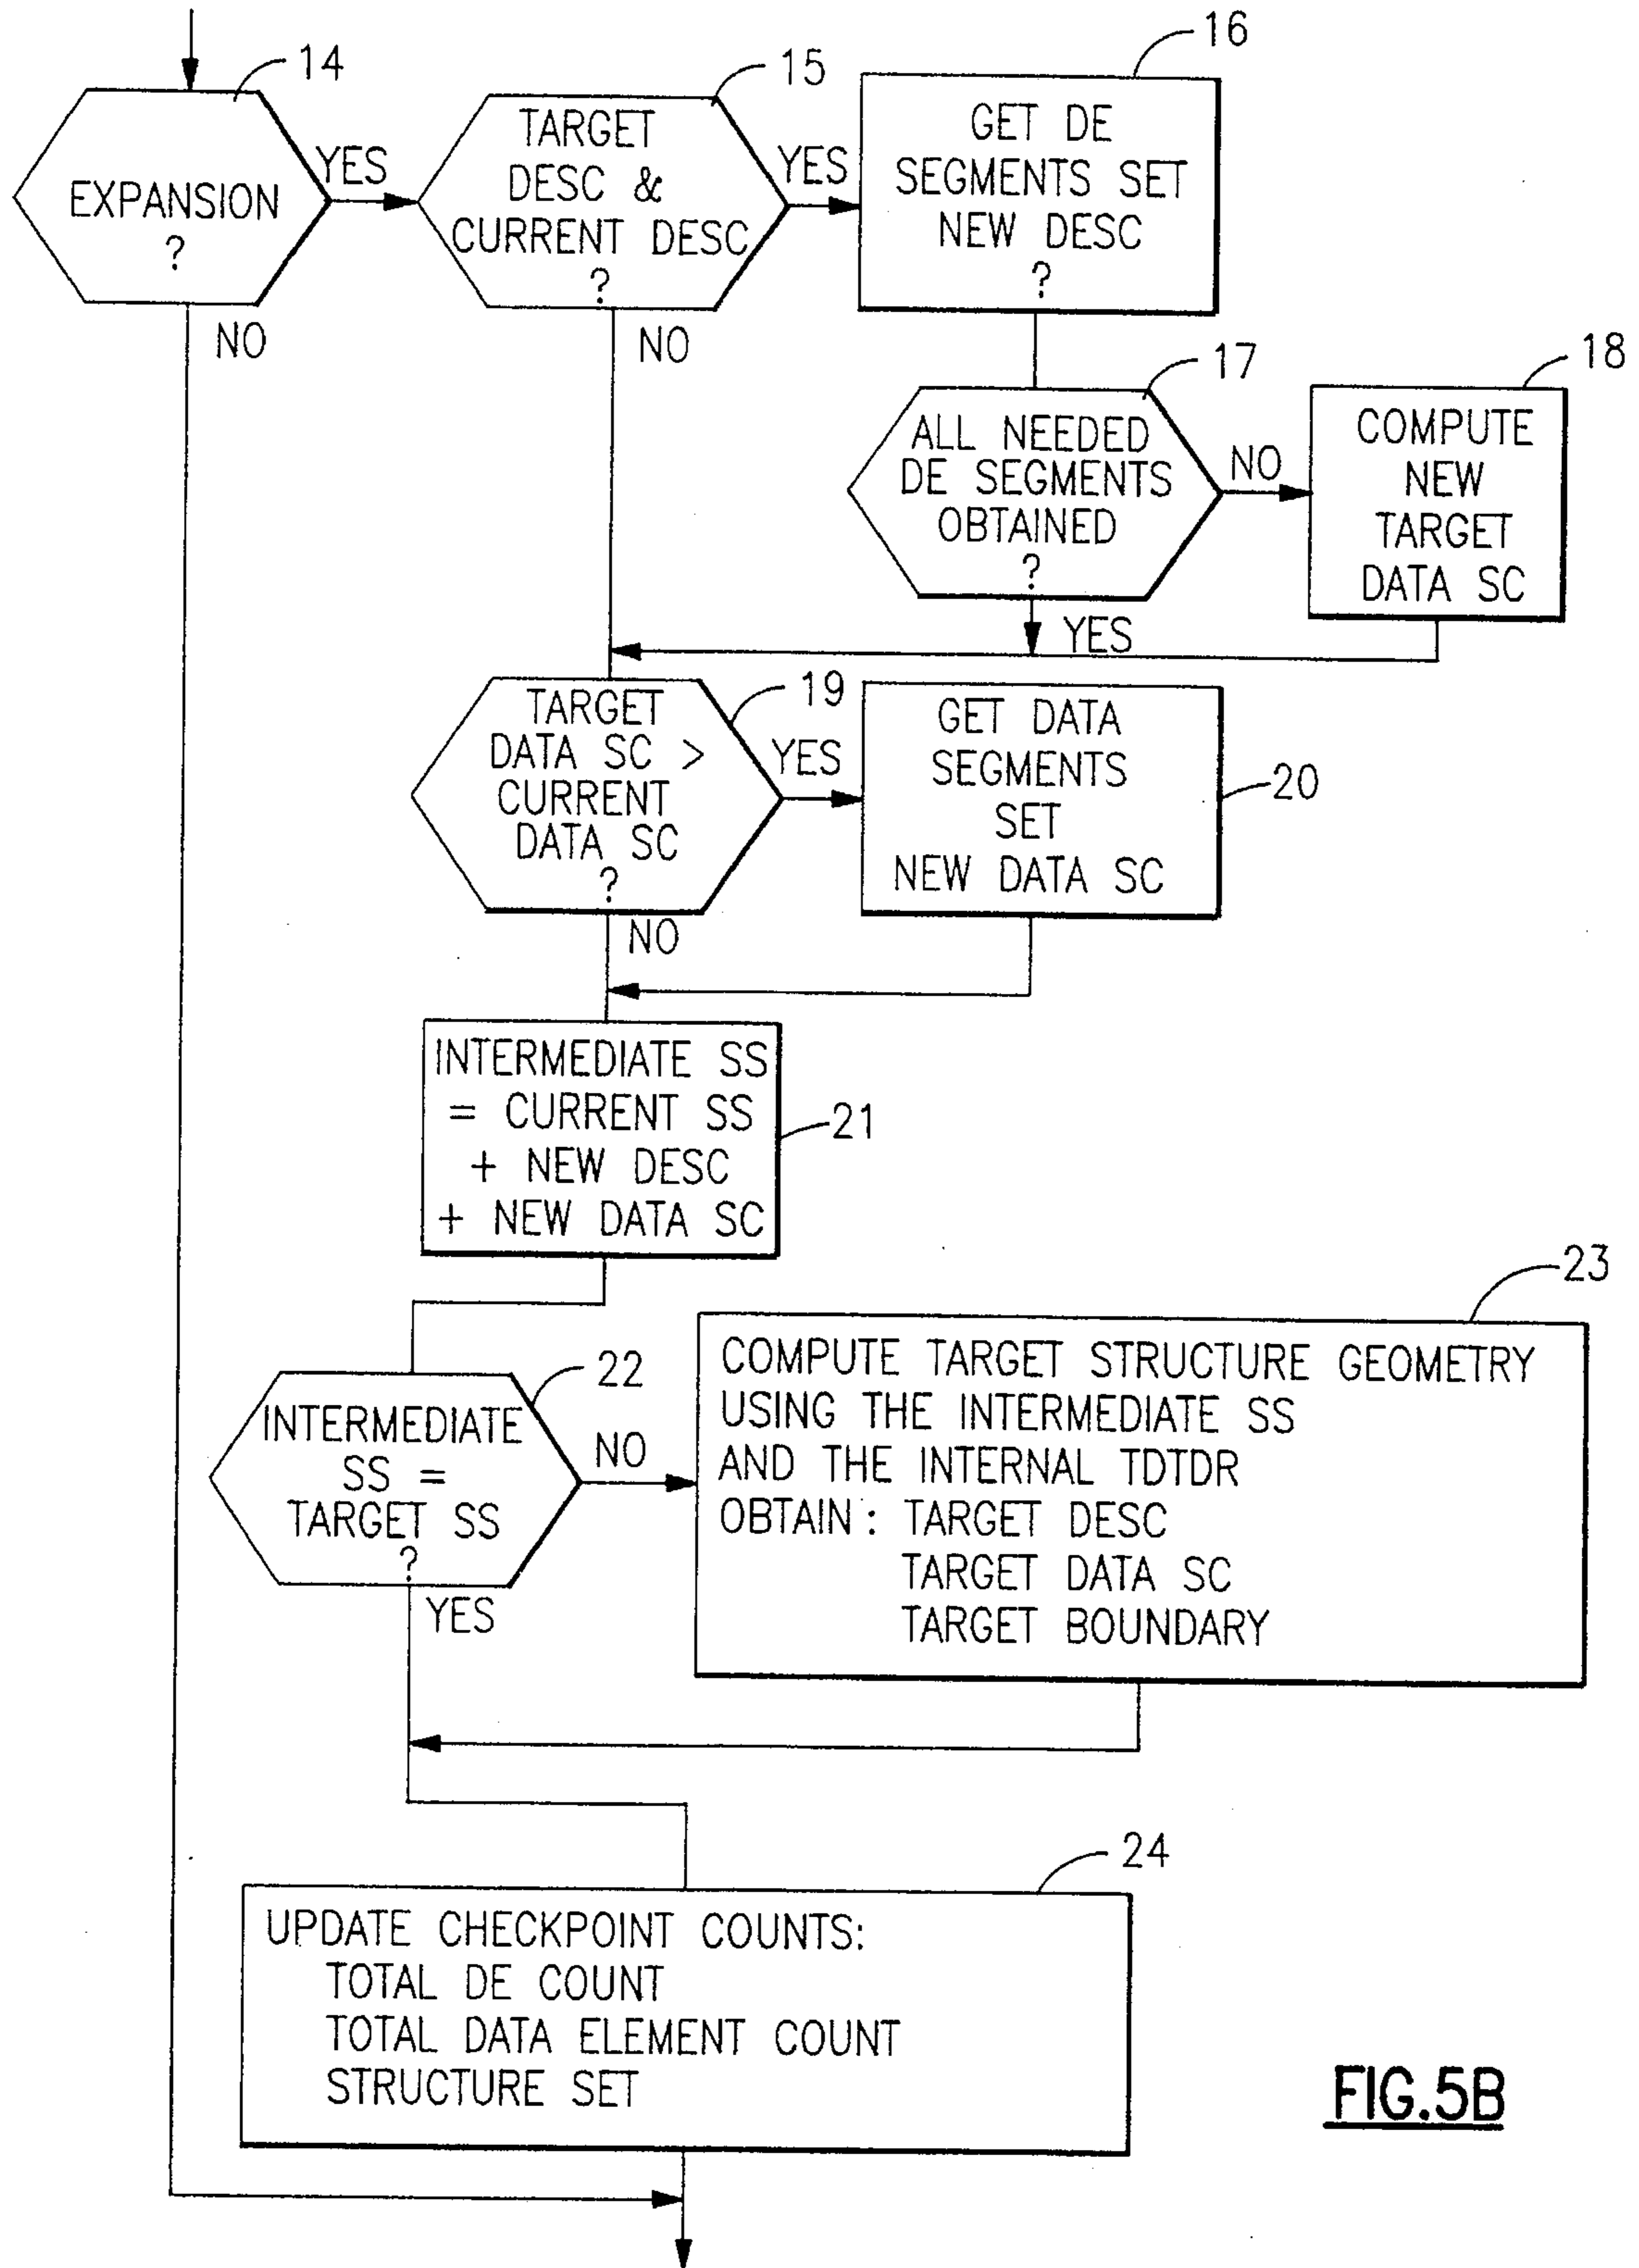 14
EXPANSION
?
YES
NO
15
TARGET
DESC &
CURRENT DESC
?
YES
NO
16
GET DE
SEGMENTS SET
NEW DESC
?
17
ALL NEEDED
DE SEGMENTS
OBTAINED
?
NO
YES
18
COMPUTE
NEW
TARGET
DATA SC
19
TARGET
DATA SC >
CURRENT
DATA SC
?
YES
NO
20
GET DATA
SEGMENTS
SET
NEW DATA SC
21
INTERMEDIATE SS
= CURRENT SS
+ NEW DESC
+ NEW DATA SC
22
INTERMEDIATE
SS =
TARGET SS
?
NO
YES
23
COMPUTE TARGET STRUCTURE GEOMETRY
USING THE INTERMEDIATE SS
AND THE INTERNAL TDTDR
OBTAIN : TARGET DESC
TARGET DATA SC
TARGET BOUNDARY
24
UPDATE CHECKPOINT COUNTS:
TOTAL DE COUNT
TOTAL DATA ELEMENT COUNT
STRUCTURE SET
FIG.5B